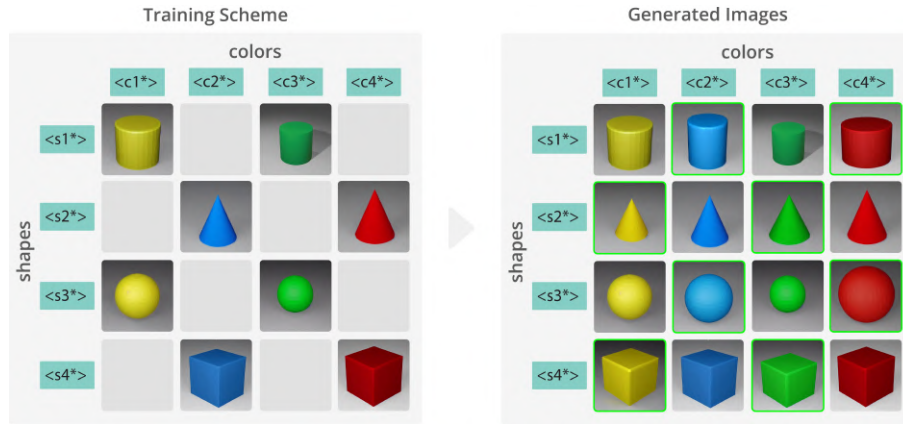 Training Scheme
colors
<c1*> <c2*> <c3*> <c4*>
shapes
<s1*>
<s2*>
<s3*>
<s4*>
Generated Images
colors
<c1*> <c2*> <c3*> <c4*>
shapes
<s1*>
<s2*>
<s3*>
<s4*>